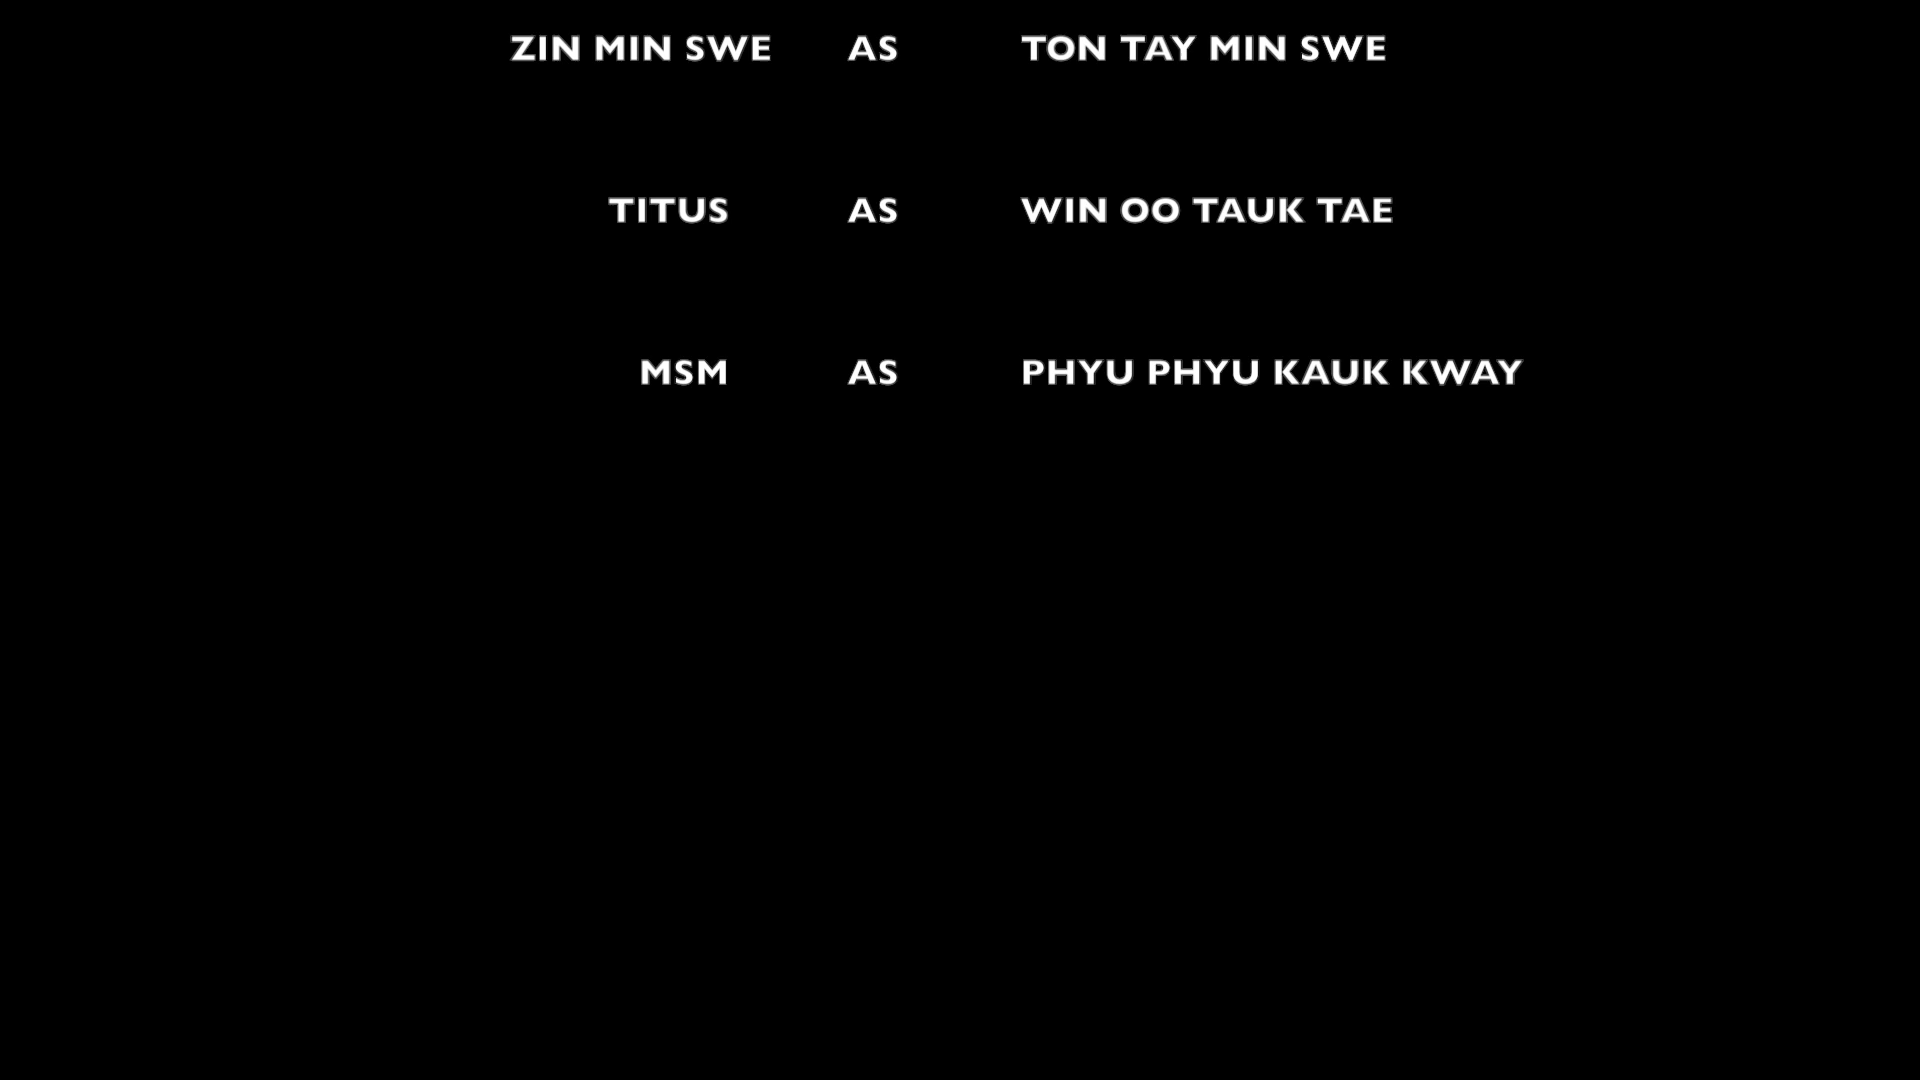 ZIN MIN SWE AS TON TAY MIN SWE
TITUS AS WIN OO TAUK TAE
MSM AS PHYU PHYU KAUK KWAY